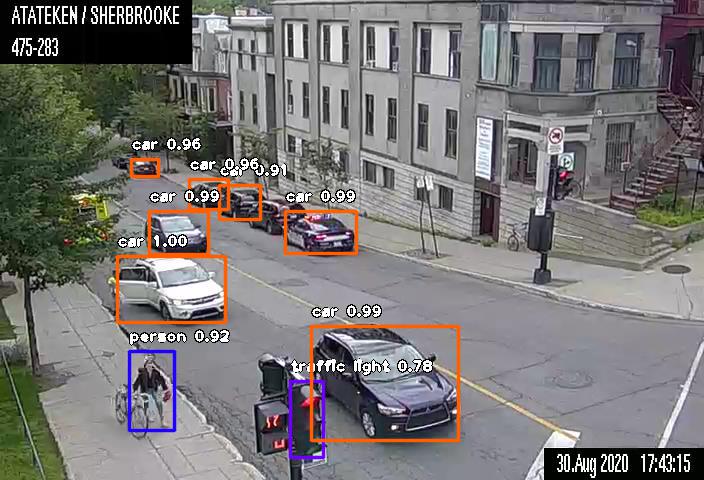 ATATEKEN / SHERBROOKE
475-283
car 0.96
car 0.96
car 0.91
car 0.99
car 0.99
car 1.00
car 0.99
person 0.92
traffic light 0.78
17
30.Aug 2020 17:43:15